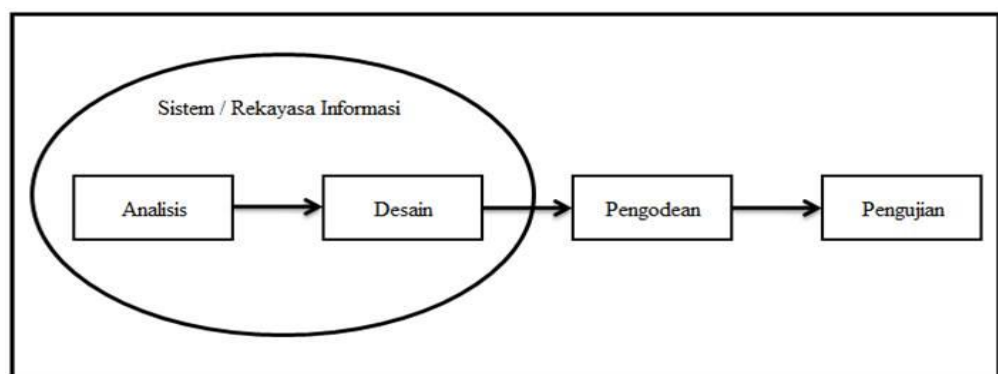 Sistem / Rekayasa Informasi
Analisis
Desain
Pengodean
Pengujian